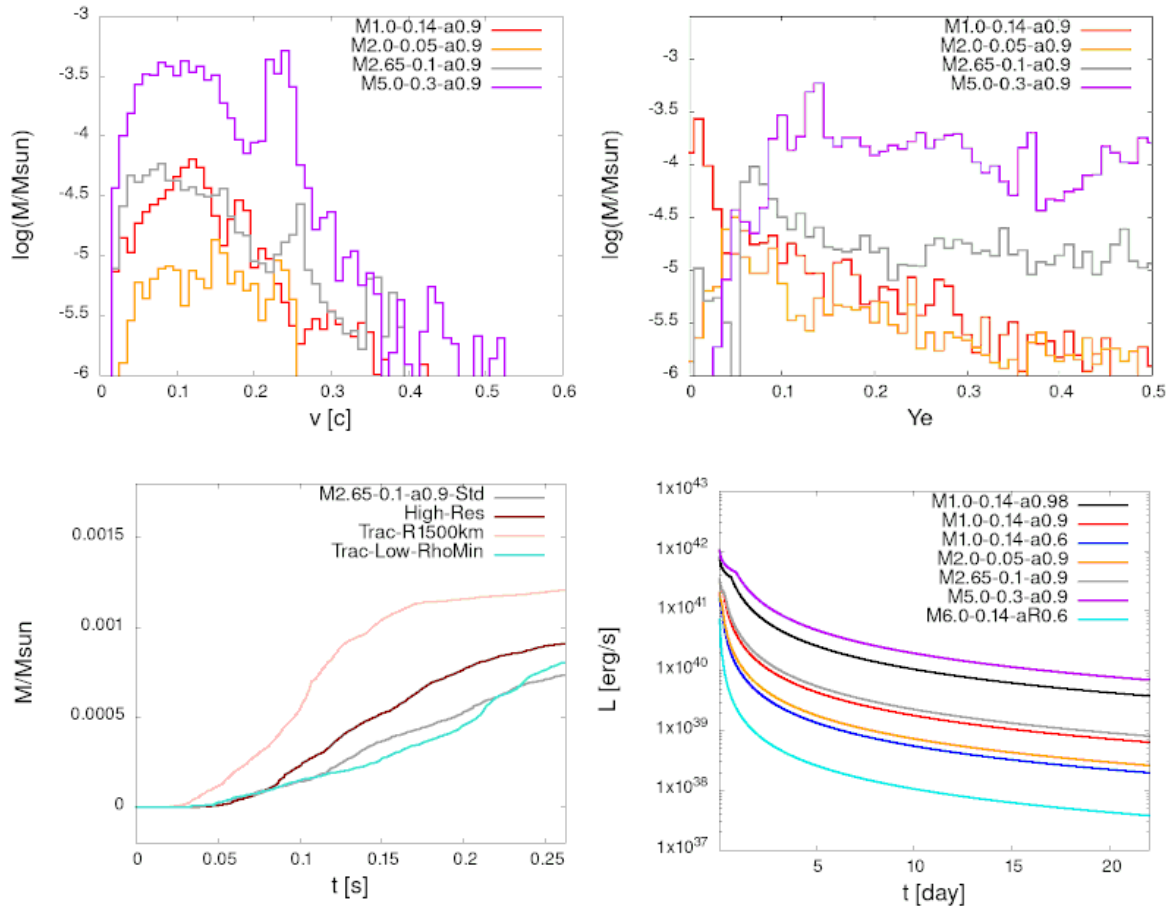 M1.0-0.14-a0.9
M2.0-0.05-a0.9
M2.65-0.1-a0.9
M5.0-0.3-a0.9
-3
-3.5
-4
-4.5
-5
-5.5
-6
log(M/Msun)
0 0.1 0.2 0.3 0.4 0.5 0.6
v [c]
M1.0-0.14-a0.9
M2.0-0.05-a0.9
M2.65-0.1-a0.9
M5.0-0.3-a0.9
-3
-3.5
-4
-4.5
-5
-5.5
-6
log(M/Msun)
0 0.1 0.2 0.3 0.4 0.5
Ye
M2.65-0.1-a0.9-Std
High-Res
Trac-R1500km
Trac-Low-RhoMin
0.0015
0.001
0.0005
0
M/Msun
0 0.05 0.1 0.15 0.2 0.25
t [s]
M1.0-0.14-a0.98
M1.0-0.14-a0.9
M1.0-0.14-a0.6
M2.0-0.05-a0.9
M2.65-0.1-a0.9
M5.0-0.3-a0.9
M6.0-0.14-aR0.6
1x10^43
1x10^42
1x10^41
1x10^40
1x10^39
1x10^38
1x10^37
L [erg/s]
5 10 15 20
t [day]